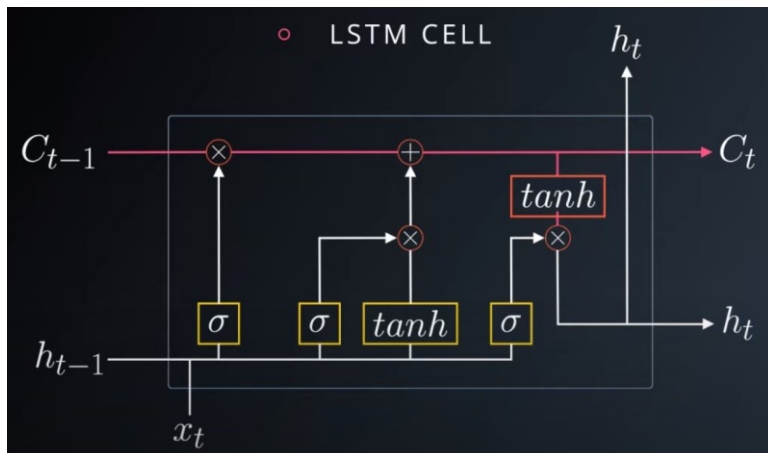 LSTM CELL
h_t
C_{t-1}
×
+
C_t
tanh
×
×
σ
σ
tanh
σ
h_t
h_{t-1}
x_t